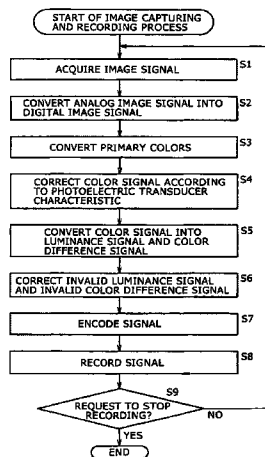 START OF IMAGE CAPTURING
AND RECORDING PROCESS
S1
ACQUIRE IMAGE SIGNAL
S2
CONVERT ANALOG IMAGE SIGNAL INTO
DIGITAL IMAGE SIGNAL
S3
CONVERT PRIMARY COLORS
S4
CORRECT COLOR SIGNAL ACCORDING
TO PHOTOELECTRIC TRANSDUCER
CHARACTERISTIC
S5
CONVERT COLOR SIGNAL INTO
LUMINANCE SIGNAL AND COLOR
DIFFERENCE SIGNAL
S6
CORRECT INVALID LUMINANCE SIGNAL
AND INVALID COLOR DIFFERENCE SIGNAL
S7
ENCODE SIGNAL
S8
RECORD SIGNAL
S9
REQUEST TO STOP
RECORDING?
NO
YES
END